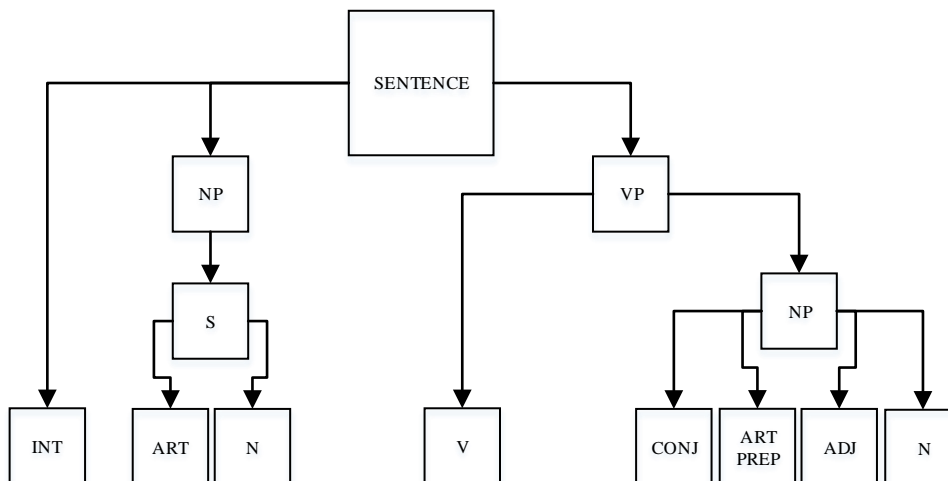 SENTENCE
NP
VP
S
NP
INT
ART
N
V
CONJ
ART
PREP
ADJ
N